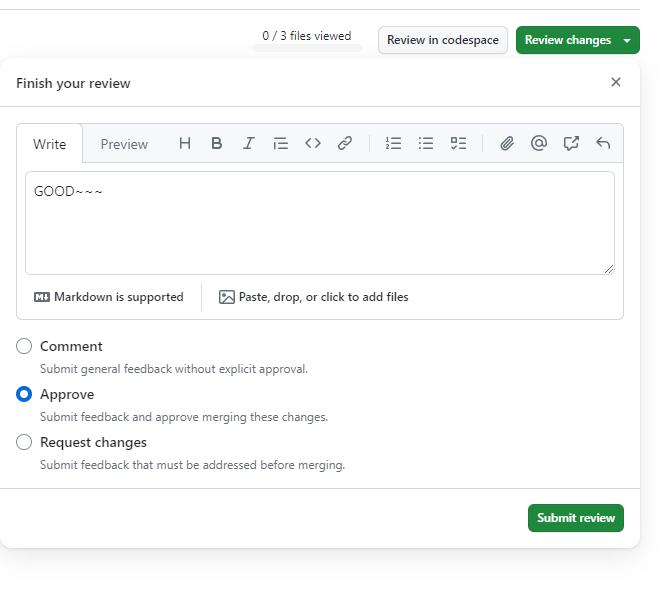 0 / 3 files viewed
Review in codespace
Review changes
Finish your review
Write
Preview
H B I
GOOD~~~
Markdown is supported
Paste, drop, or click to add files
Comment
Submit general feedback without explicit approval.
Approve
Submit feedback and approve merging these changes.
Request changes
Submit feedback that must be addressed before merging.
Submit review